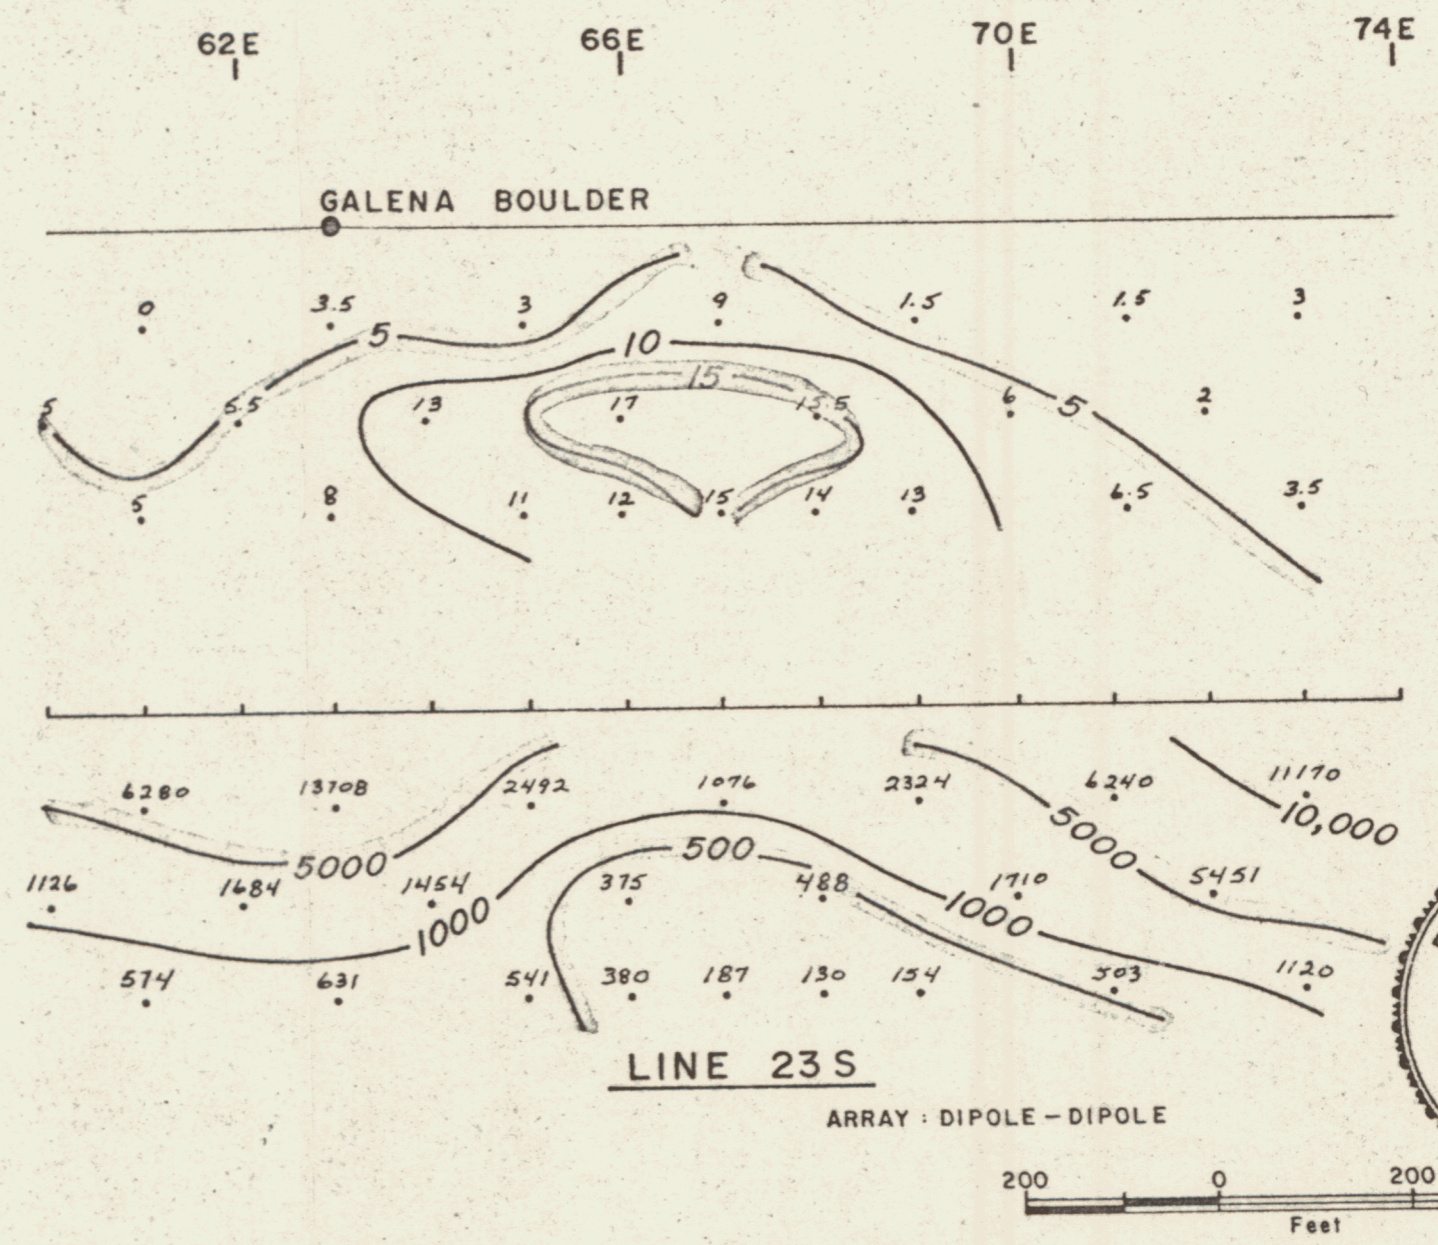 62E 66E 70E 74E
GALENA BOULDER
0 3.5 3 9 1.5 1.5 3
5 10
15
5 5.5 13 17 15.5 6 5 2
5 8 11 12 15 14 13 6.5 3.5
6280 13708 2492 1076 2324 6240 11170
10,000
5000 500 5000
1126 1684 1454 375 488 1710 5451
1000 1000
574 631 541 380 187 130 154 503 1120
LINE 23S
ARRAY : DIPOLE – DIPOLE
200 0 200
Feet